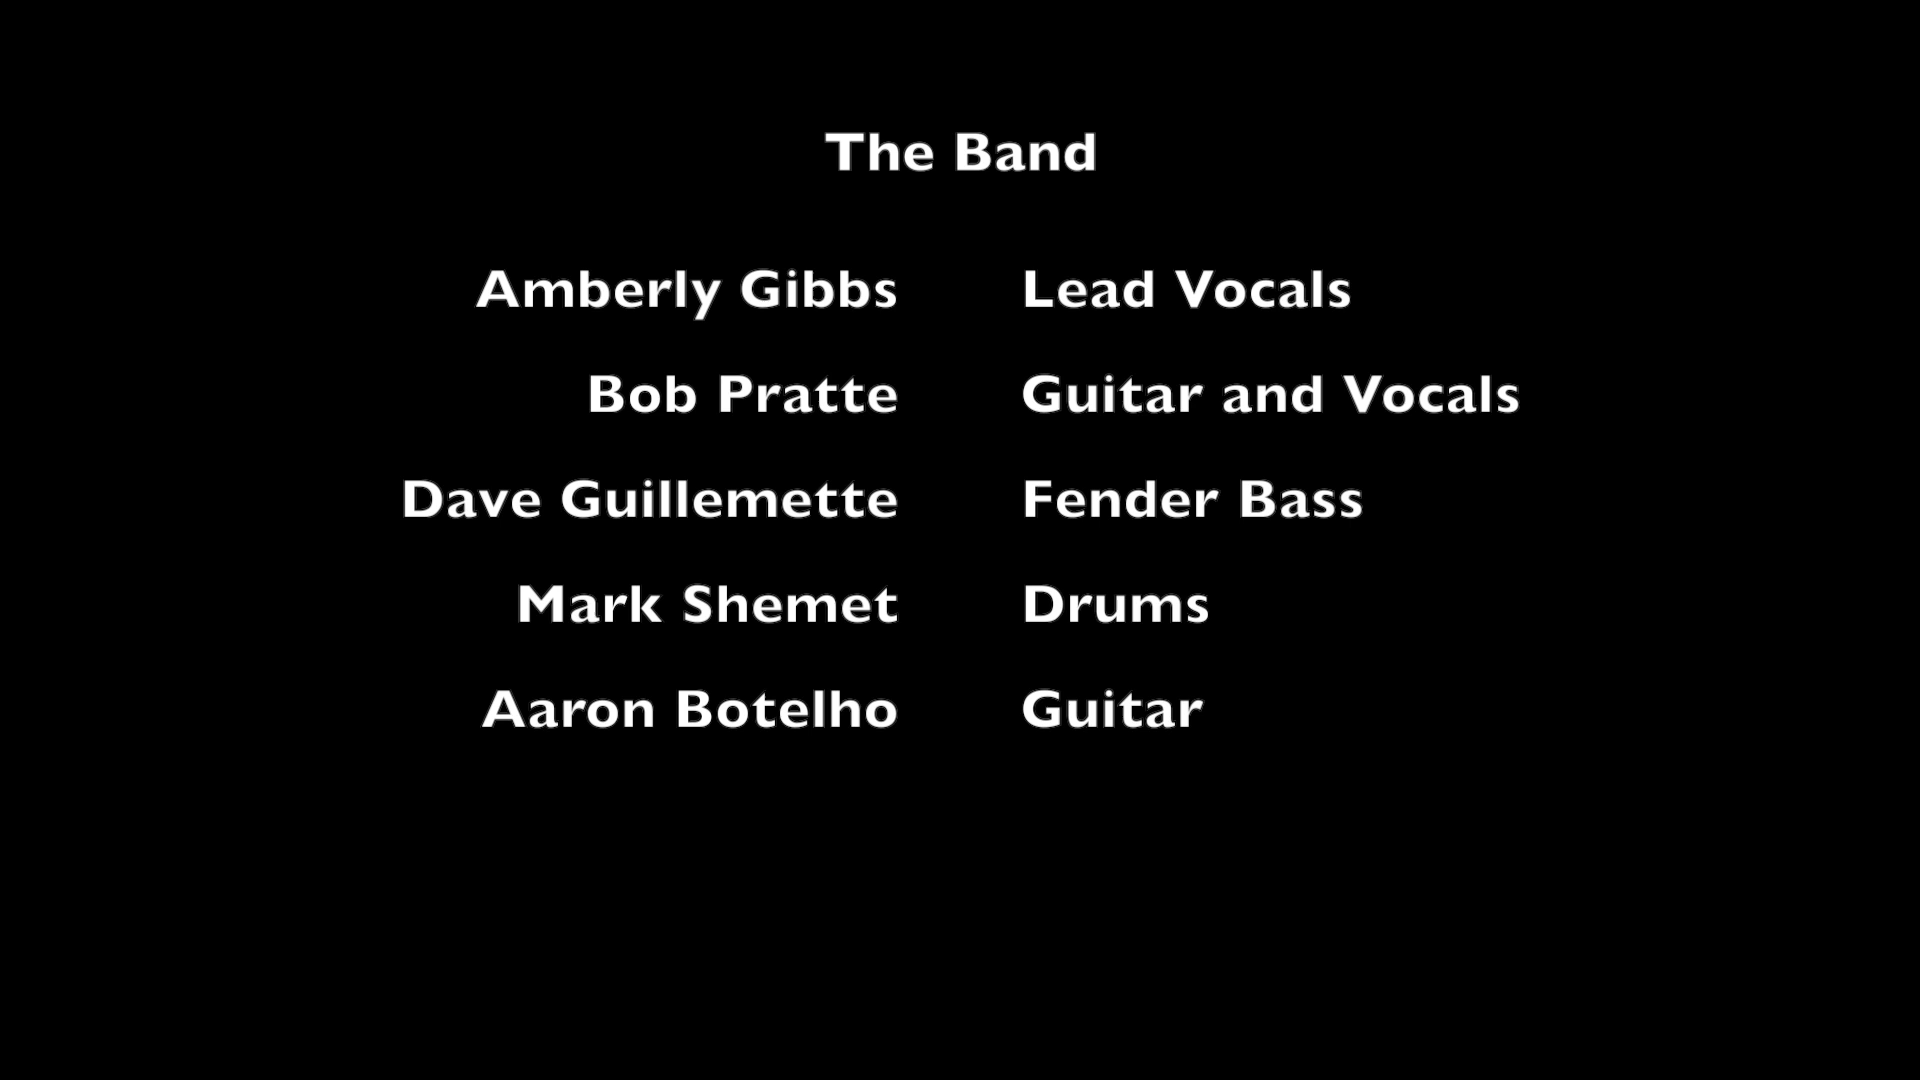 The Band
Amberly Gibbs Lead Vocals
Bob Pratte Guitar and Vocals
Dave Guillemette Fender Bass
Mark Shemet Drums
Aaron Botelho Guitar